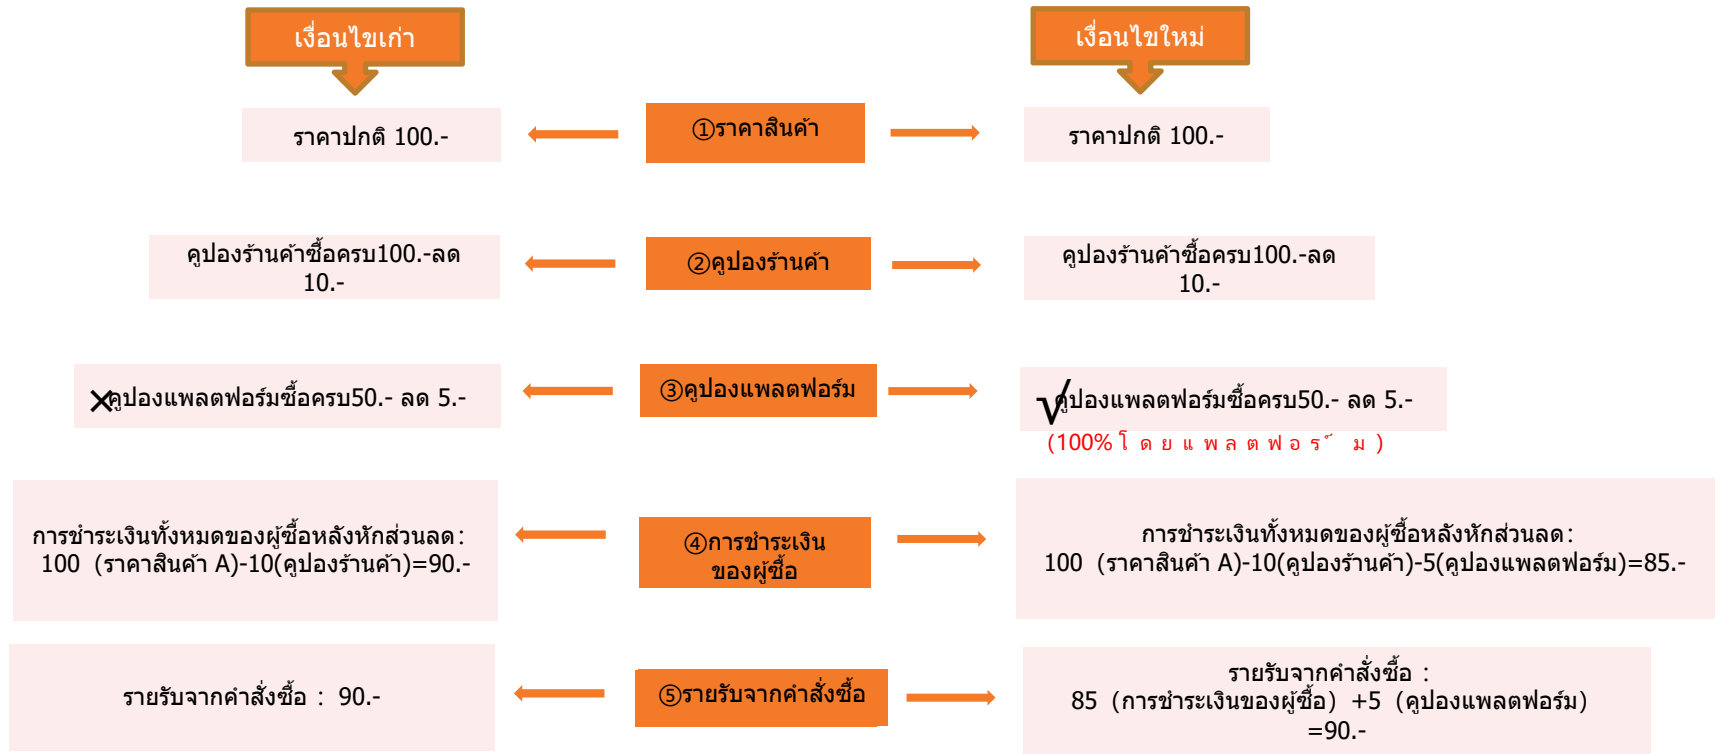 เงื่อนไขเก่า
เงื่อนไขใหม่
ราคาปกติ 100.-
①ราคาสินค้า
ราคาปกติ 100.-
คูปองร้านค้าซื้อครบ100.-ลด
10.-
②คูปองร้านค้า
คูปองร้านค้าซื้อครบ100.-ลด
10.-
×คูปองแพลตฟอร์มซื้อครบ50.- ลด 5.-
③คูปองแพลตฟอร์ม
√คูปองแพลตฟอร์มซื้อครบ50.- ลด 5.-
(100%โดยแพลตฟอร์ม)
การชำระเงินทั้งหมดของผู้ซื้อหลังหักส่วนลด:
100 (ราคาสินค้า A)-10(คูปองร้านค้า)=90.-
④การชำระเงิน
ของผู้ซื้อ
การชำระเงินทั้งหมดของผู้ซื้อหลังหักส่วนลด:
100 (ราคาสินค้า A)-10(คูปองร้านค้า)-5(คูปองแพลตฟอร์ม)=85.-
รายรับจากคำสั่งซื้อ : 90.-
⑤รายรับจากคำสั่งซื้อ
รายรับจากคำสั่งซื้อ :
85 (การชำระเงินของผู้ซื้อ) +5 (คูปองแพลตฟอร์ม)
=90.-